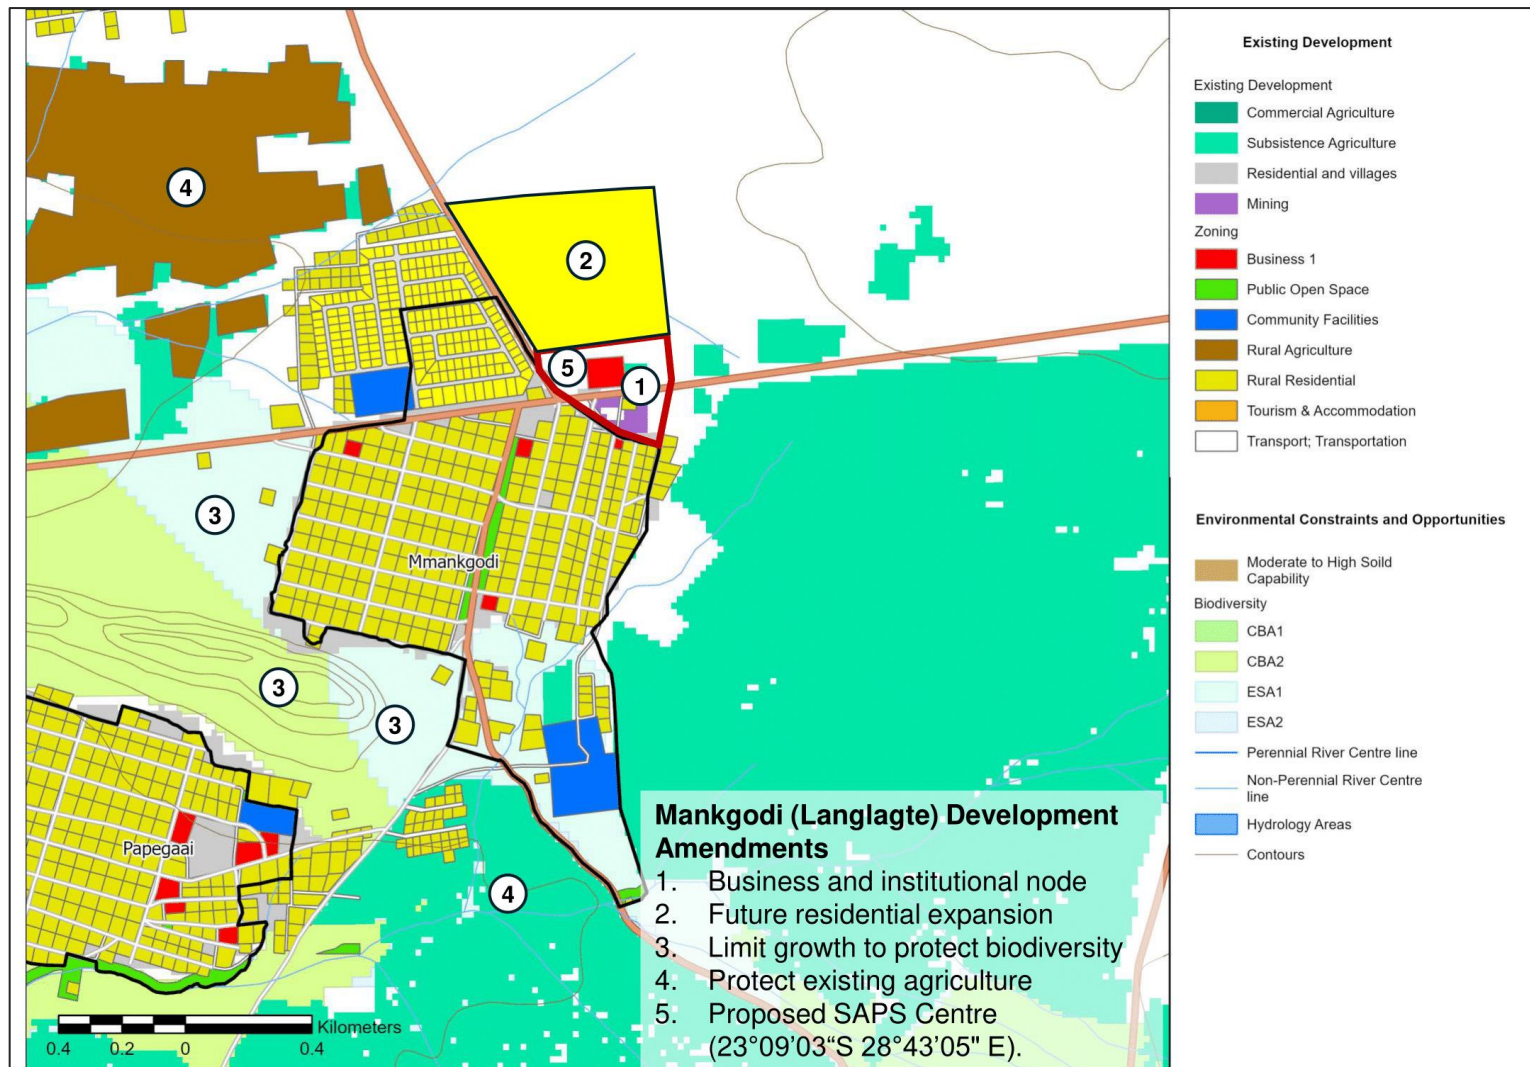 4
2
5
1
3
Mmankgodi
3
3
Papegaai
4
Kilometers
0.4 0.2 0 0.4
Mankgodi (Langlagte) Development
Amendments
1. Business and institutional node
2. Future residential expansion
3. Limit growth to protect biodiversity
4. Protect existing agriculture
5. Proposed SAPS Centre
(23°09’03“S 28°43’05" E).
Existing Development
Existing Development
Commercial Agriculture
Subsistence Agriculture
Residential and villages
Mining
Zoning
Business 1
Public Open Space
Community Facilities
Rural Agriculture
Rural Residential
Tourism & Accommodation
Transport; Transportation
Environmental Constraints and Opportunities
Moderate to High Soild
Capability
Biodiversity
CBA1
CBA2
ESA1
ESA2
Perennial River Centre line
Non-Perennial River Centre
line
Hydrology Areas
Contours